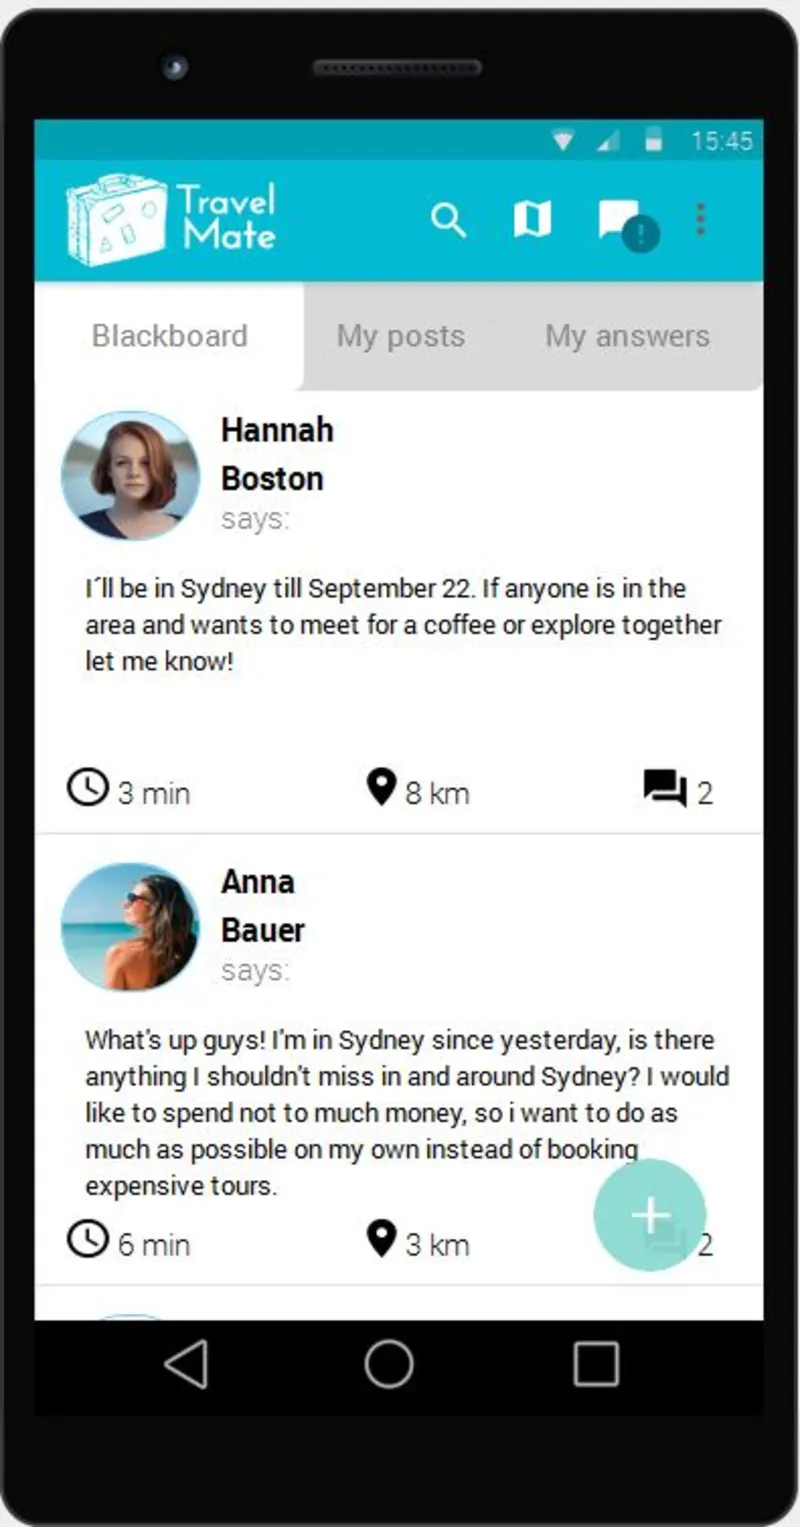 15:45
Travel
Mate
!
Blackboard My posts My answers
Hannah
Boston
says:
I´ll be in Sydney till September 22. If anyone is in the
area and wants to meet for a coffee or explore together
let me know!
3 min 8 km 2
Anna
Bauer
says:
What's up guys! I'm in Sydney since yesterday, is there
anything I shouldn't miss in and around Sydney? I would
like to spend not to much money, so i want to do as
much as possible on my own instead of booking
expensive tours.
+
6 min 3 km 2